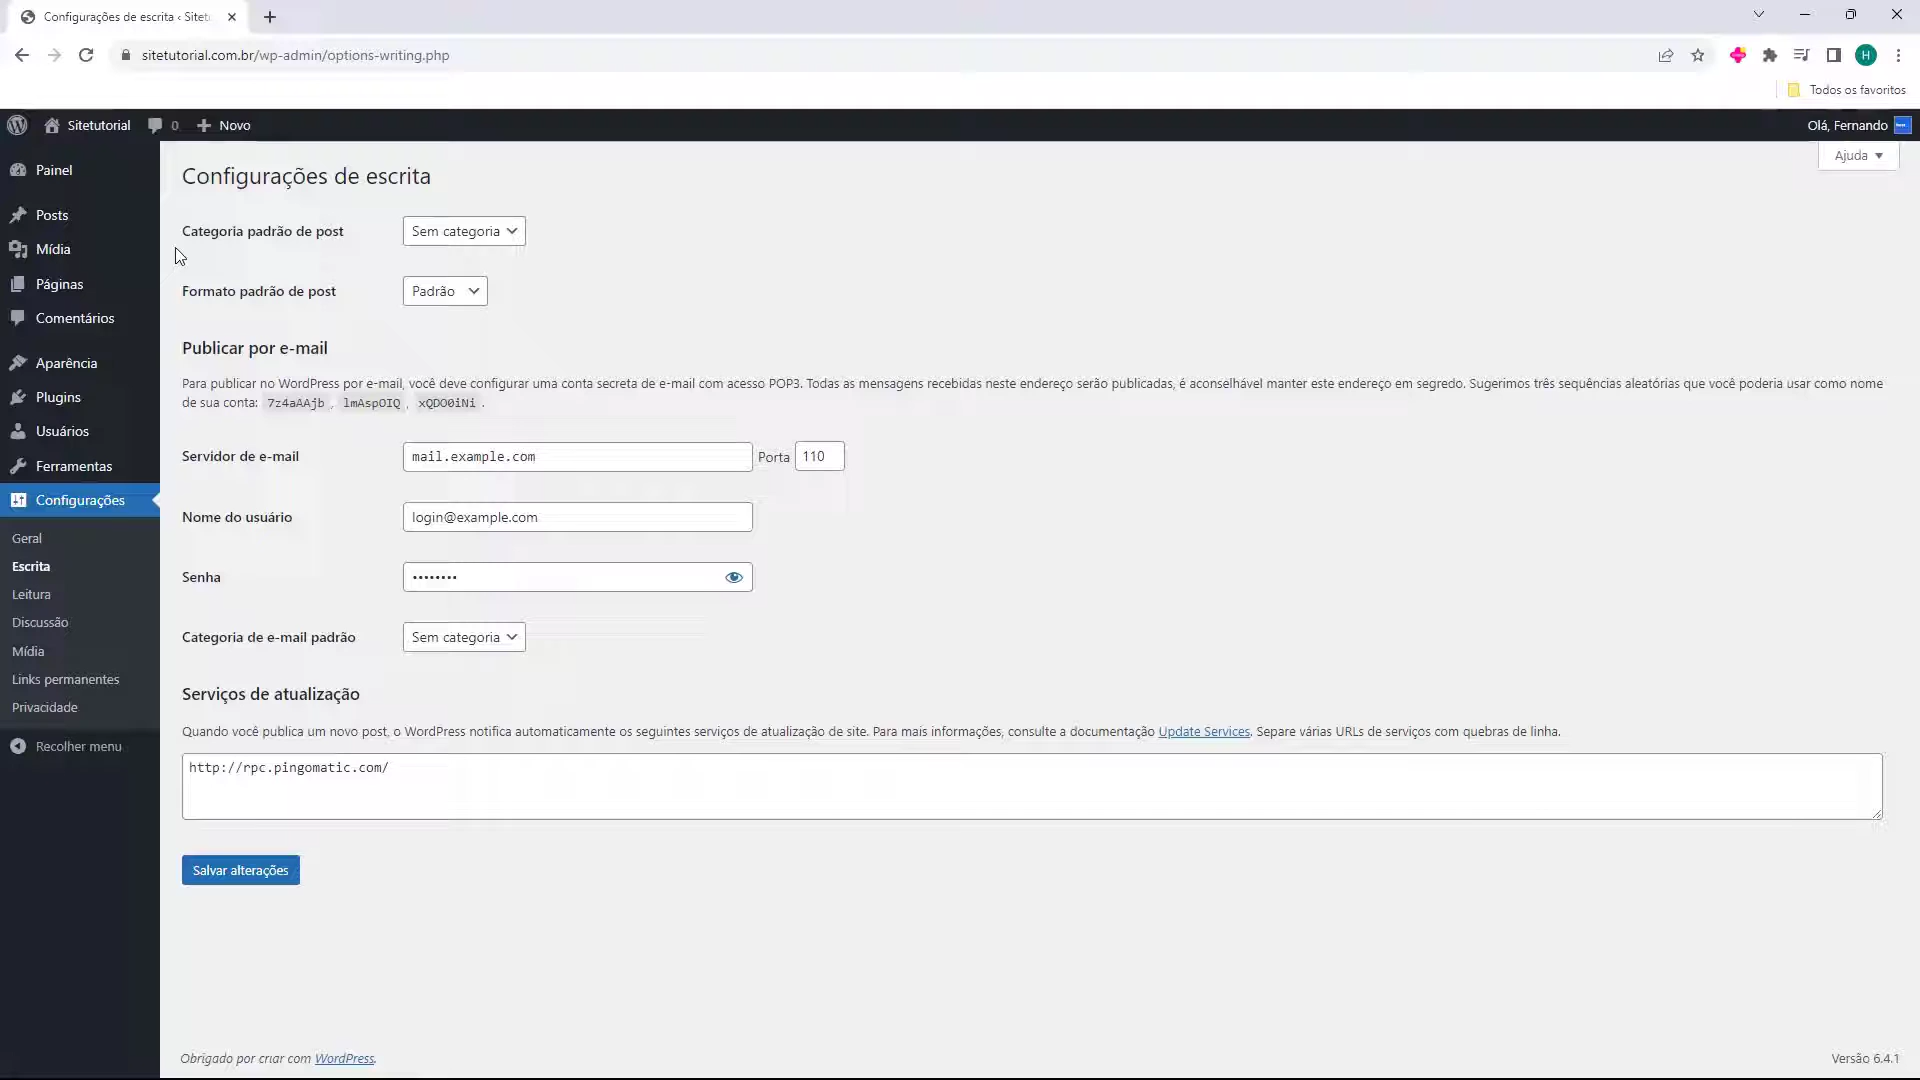 Configurações de escrita ‹ Sitet
sitetutorial.com.br/wp-admin/options-writing.php
H
Todos os favoritos
Sitetutorial 0 Novo
Olá, Fernando
Painel
Posts
Mídia
Páginas
Comentários
Aparência
Plugins
Usuários
Ferramentas
Configurações
Geral
Escrita
Leitura
Discussão
Mídia
Links permanentes
Privacidade
Recolher menu
Ajuda
Configurações de escrita
Categoria padrão de post Sem categoria
Formato padrão de post Padrão
Publicar por e-mail
Para publicar no WordPress por e-mail, você deve configurar uma conta secreta de e-mail com acesso POP3. Todas as mensagens recebidas neste endereço serão publicadas, é aconselhável manter este endereço em segredo. Sugerimos três sequências aleatórias que você poderia usar como nome
de sua conta: 7z4aAAjb , lmAspOIQ , xQDO0iNi .
Servidor de e-mail mail.example.com Porta 110
Nome do usuário login@example.com
Senha ••••••••
Categoria de e-mail padrão Sem categoria
Serviços de atualização
Quando você publica um novo post, o WordPress notifica automaticamente os seguintes serviços de atualização de site. Para mais informações, consulte a documentação Update Services. Separe várias URLs de serviços com quebras de linha.
http://rpc.pingomatic.com/
Salvar alterações
Obrigado por criar com WordPress.
Versão 6.4.1